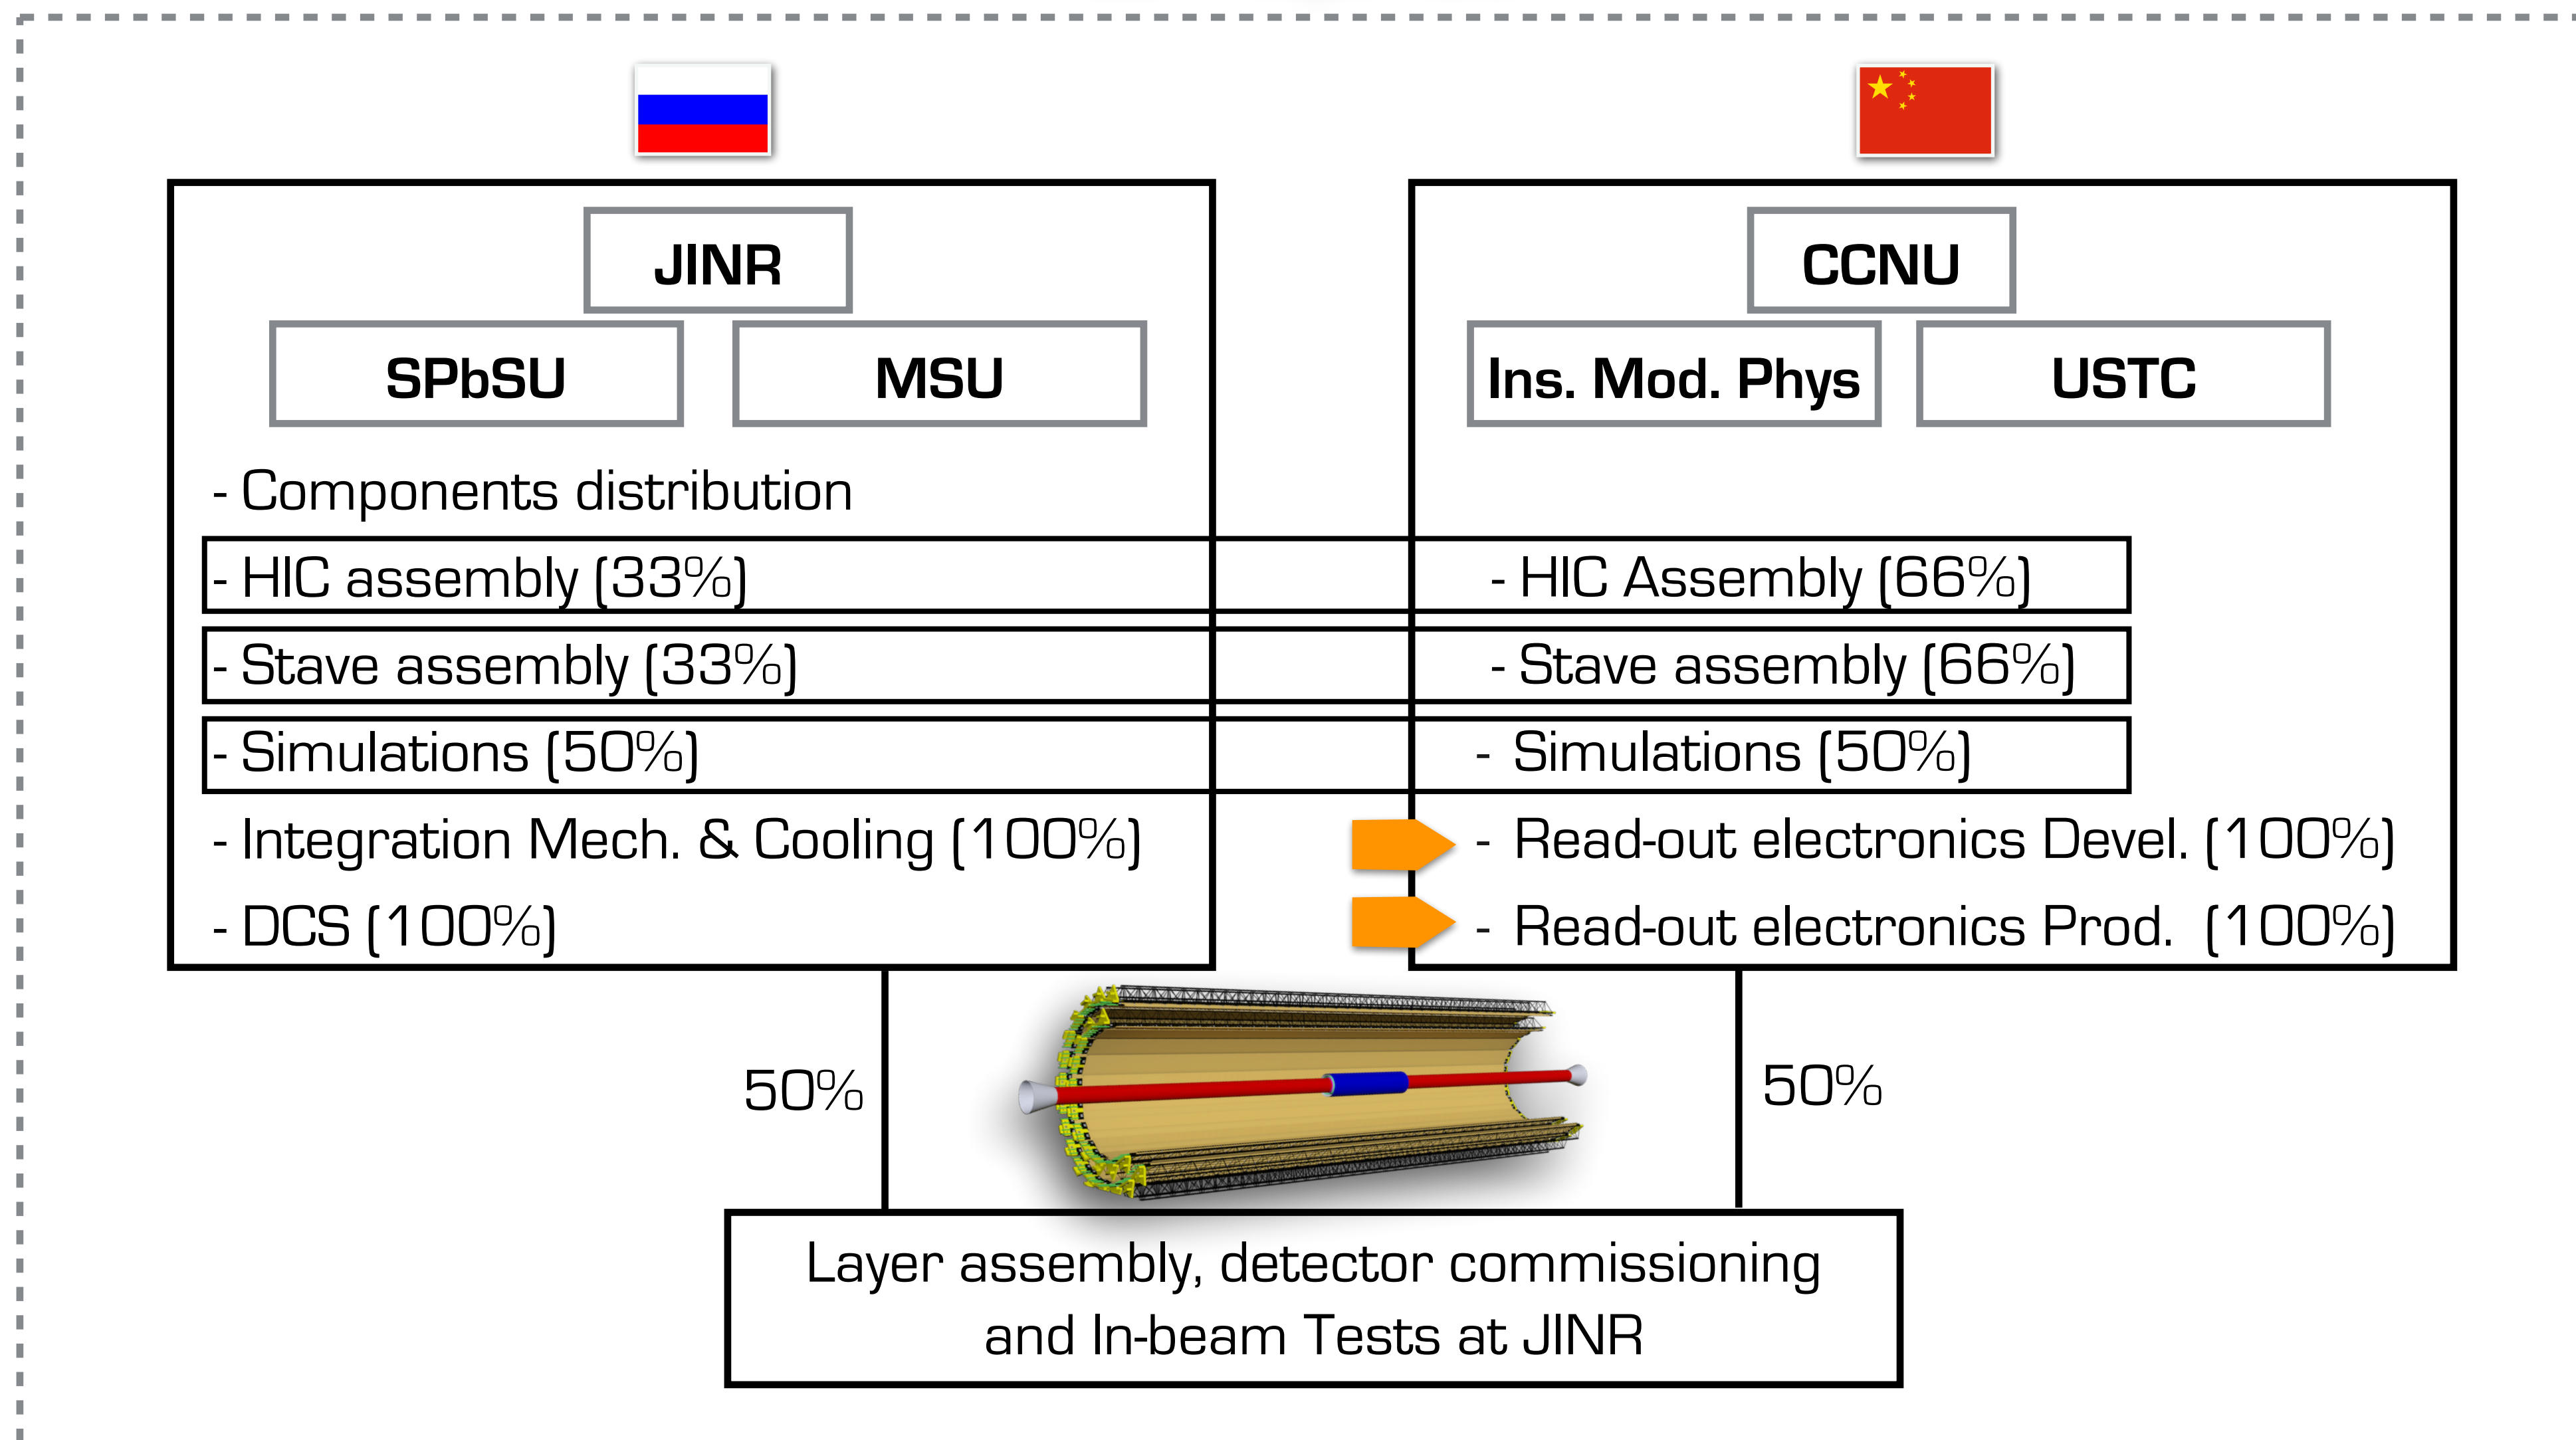 JINR
SPbSU
MSU
- Components distribution
- HIC assembly (33%)
- Stave assembly (33%)
- Simulations (50%)
- Integration Mech. & Cooling (100%)
- DCS (100%)
CCNU
Ins. Mod. Phys
USTC
- HIC Assembly (66%)
- Stave assembly (66%)
- Simulations (50%)
- Read-out electronics Devel. (100%)
- Read-out electronics Prod. (100%)
50%
50%
Layer assembly, detector commissioning
and In-beam Tests at JINR